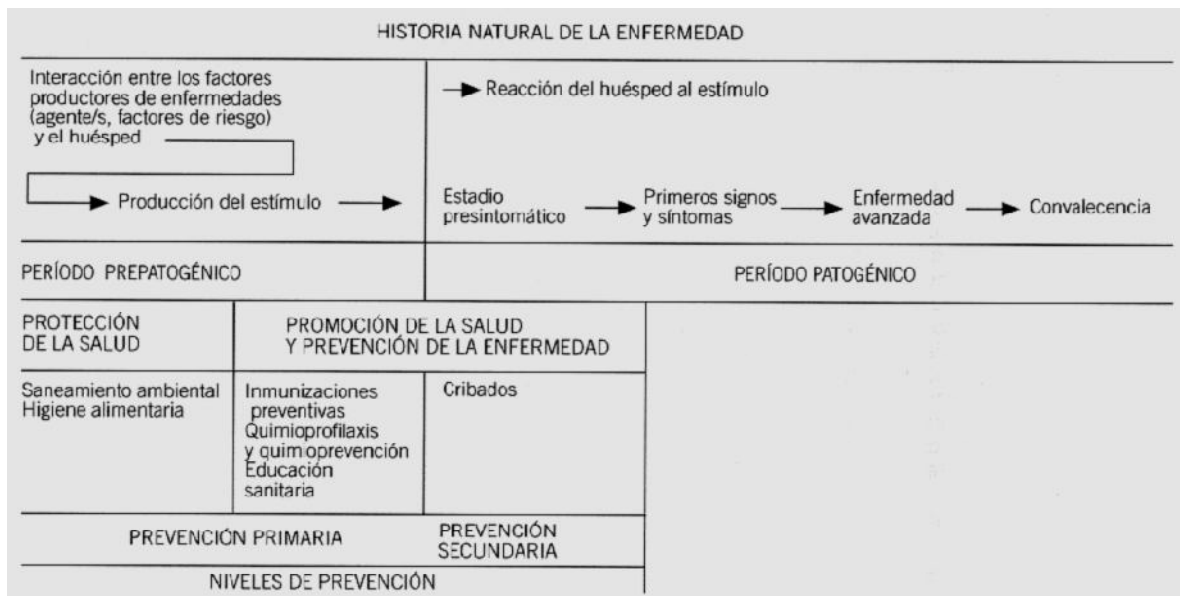 HISTORIA NATURAL DE LA ENFERMEDAD
Interacción entre los factores
productores de enfermedades
(agente/s, factores de riesgo)
y el huésped
Producción del estímulo
Reacción del huésped al estímulo
Estadio
presintomático
Primeros signos
y síntomas
Enfermedad
avanzada
Convalecencia
PERÍODO PREPATOGÉNICO
PERÍODO PATOGÉNICO
PROTECCIÓN
DE LA SALUD
PROMOCIÓN DE LA SALUD
Y PREVENCIÓN DE LA ENFERMEDAD
Saneamiento ambiental
Higiene alimentaria
Inmunizaciones
preventivas
Quimioprofilaxis
y quimioprevención
Educación
sanitaria
Cribados
PREVENCIÓN PRIMARIA
PREVENCIÓN
SECUNDARIA
NIVELES DE PREVENCIÓN